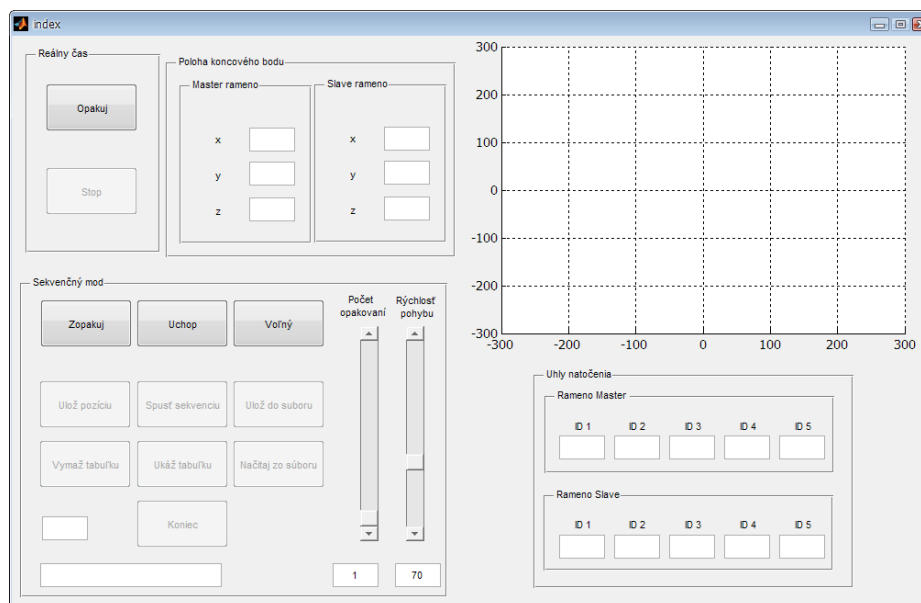 index
Reálny čas
Opakuj
Stop
Poloha koncového bodu
Master rameno
x
y
z
Slave rameno
x
y
z
300
200
100
0
-100
-200
-300
-300 -200 -100 0 100 200 300
Sekvenčný mod
Zopakuj Uchop Voľný
Počet
opakovaní
Rýchlosť
pohybu
Ulož pozíciu Spusť sekvenciu Ulož do suboru
Vymaž tabuľku Ukáž tabuľku Načitaj zo súboru
Koniec
1 70
Uhly natočenia
Rameno Master
ID 1 ID 2 ID 3 ID 4 ID 5
Rameno Slave
ID 1 ID 2 ID 3 ID 4 ID 5